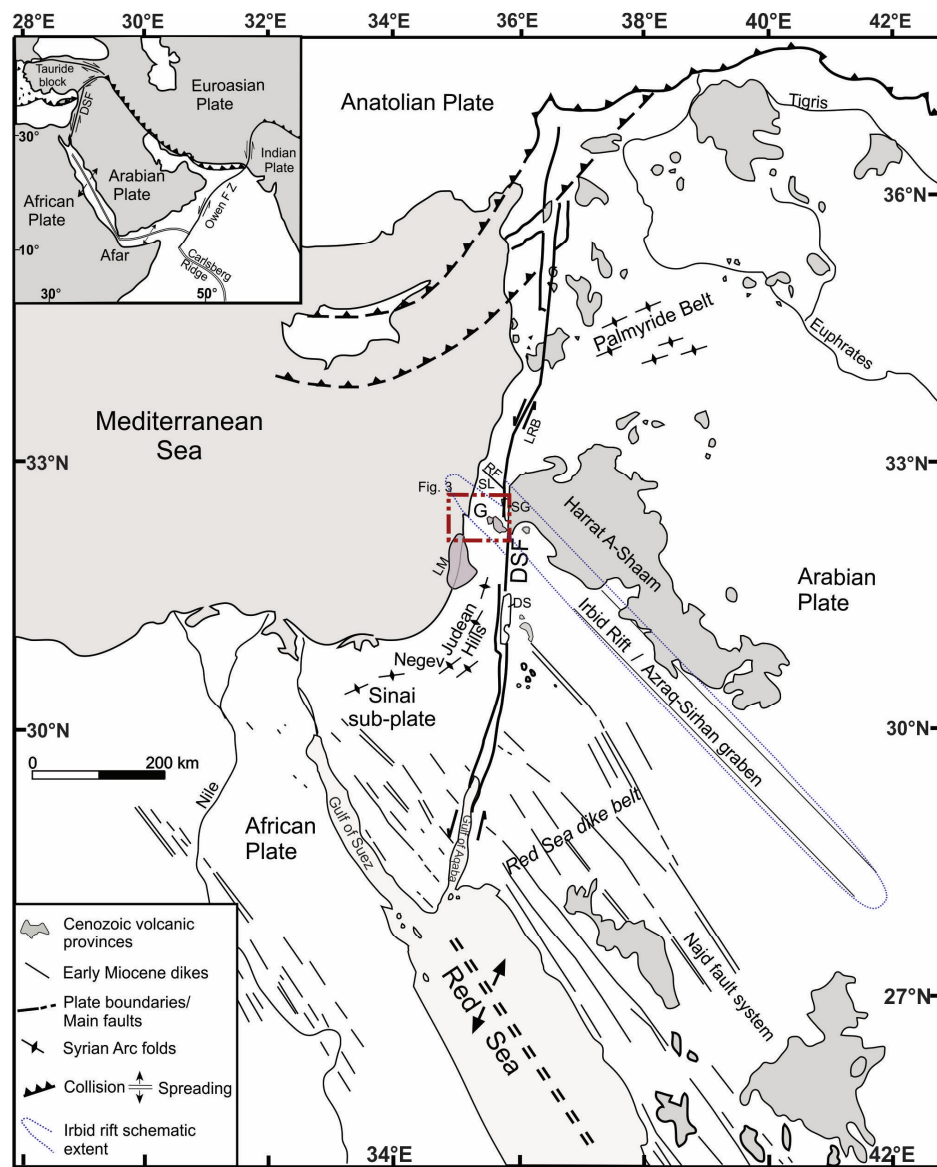 28°E
30°E
32°E
34°E
36°E
38°E
40°E
42°E
Tauride
block
Euroasian
Plate
DSF
30°
Arabian
Plate
Indian
Plate
African
Plate
Owen F Z
10°
Afar
Carlsberg
Ridge
30°
50°
Anatolian Plate
Tigris
36°N
Palmyride Belt
Euphrates
Mediterranean
Sea
LRB
33°N
33°N
RF
SL
Fig. 3
G
SG
Harrat A-Shaam
LM
DSF
Arabian
Plate
DS
Judean
Hills
Irbid Rift / Azraq-Sirhan graben
Negev
Sinai
sub-plate
30°N
30°N
0
200 km
Nile
African
Plate
Gulf of Suez
Gulf of Aqaba
Red Sea dike belt
Najd fault system
Red Sea
27°N
Cenozoic volcanic
provinces
Early Miocene dikes
Plate boundaries/
Main faults
Syrian Arc folds
Collision
Spreading
Irbid rift schematic
extent
34°E
42°E